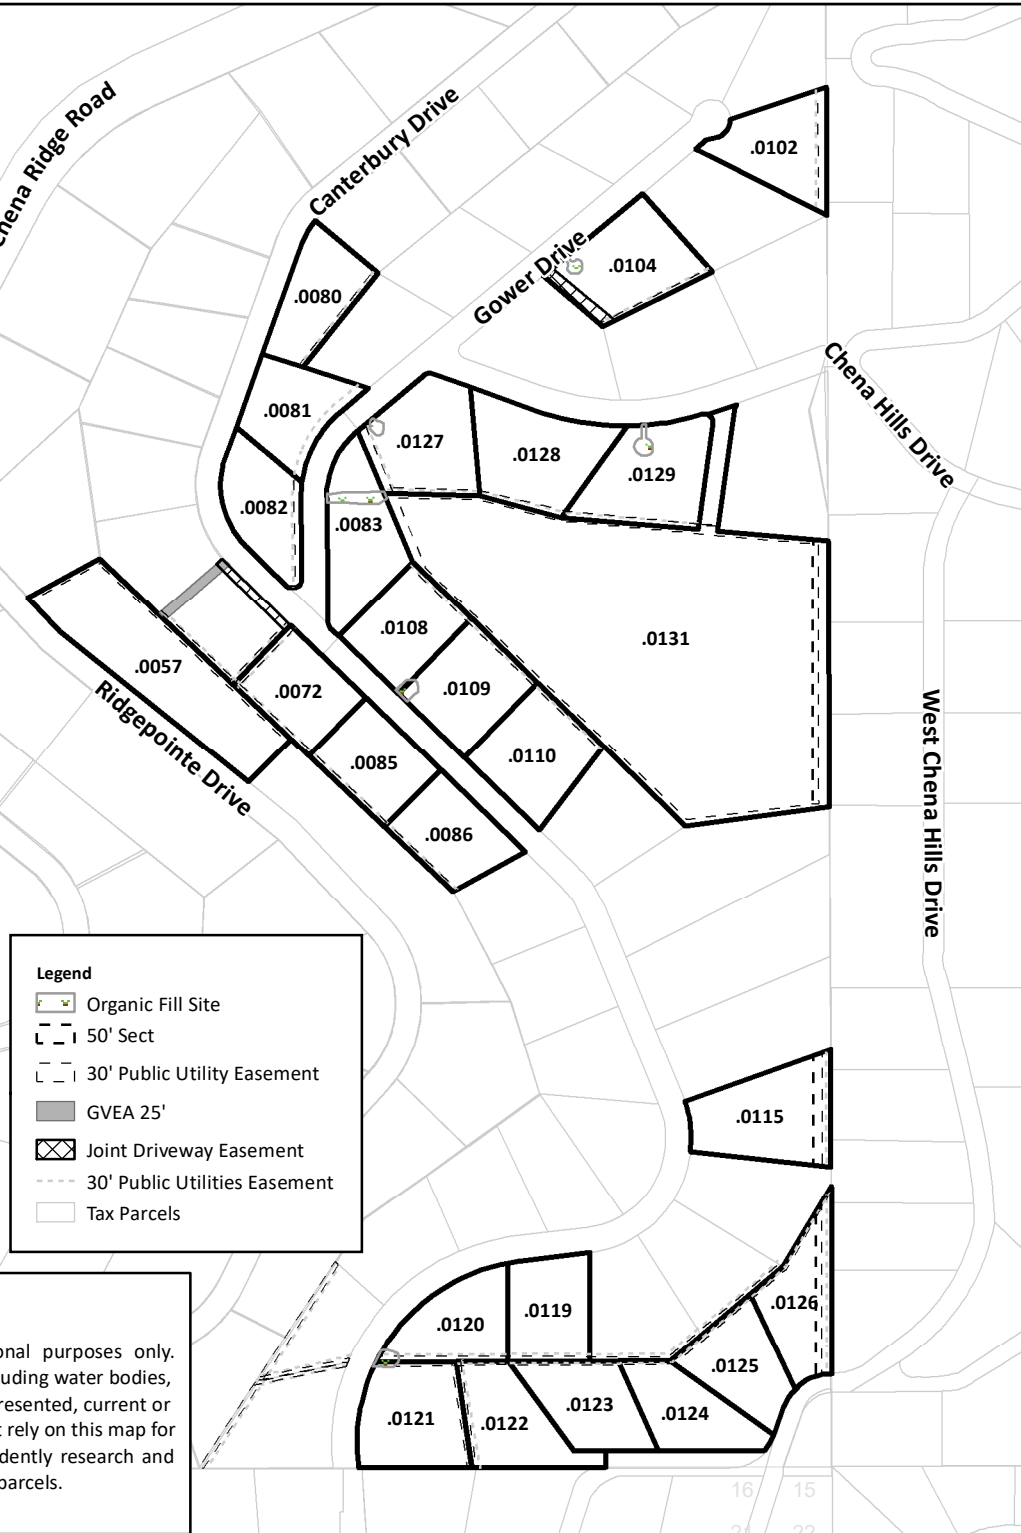 hena Ridge Road
Canterbury Drive
.0102
Gower Drive
.0104
.0080
Chena Hills Drive
.0081
.0127
.0128
.0129
.0082
.0083
.0108
.0131
.0057
.0072
.0109
Ridgepointe Drive
.0085
.0110
West Chena Hills Drive
.0086
Legend
Organic Fill Site
50' Sect
30' Public Utility Easement
GVEA 25'
Joint Driveway Easement
30' Public Utilities Easement
Tax Parcels
.0115
.0126
.0119
.0120
.0125
.0123
.0124
.0121
.0122
onal purposes only.
uding water bodies,
resented, current or
t rely on this map for
dently research and
parcels.
16 15
21 22